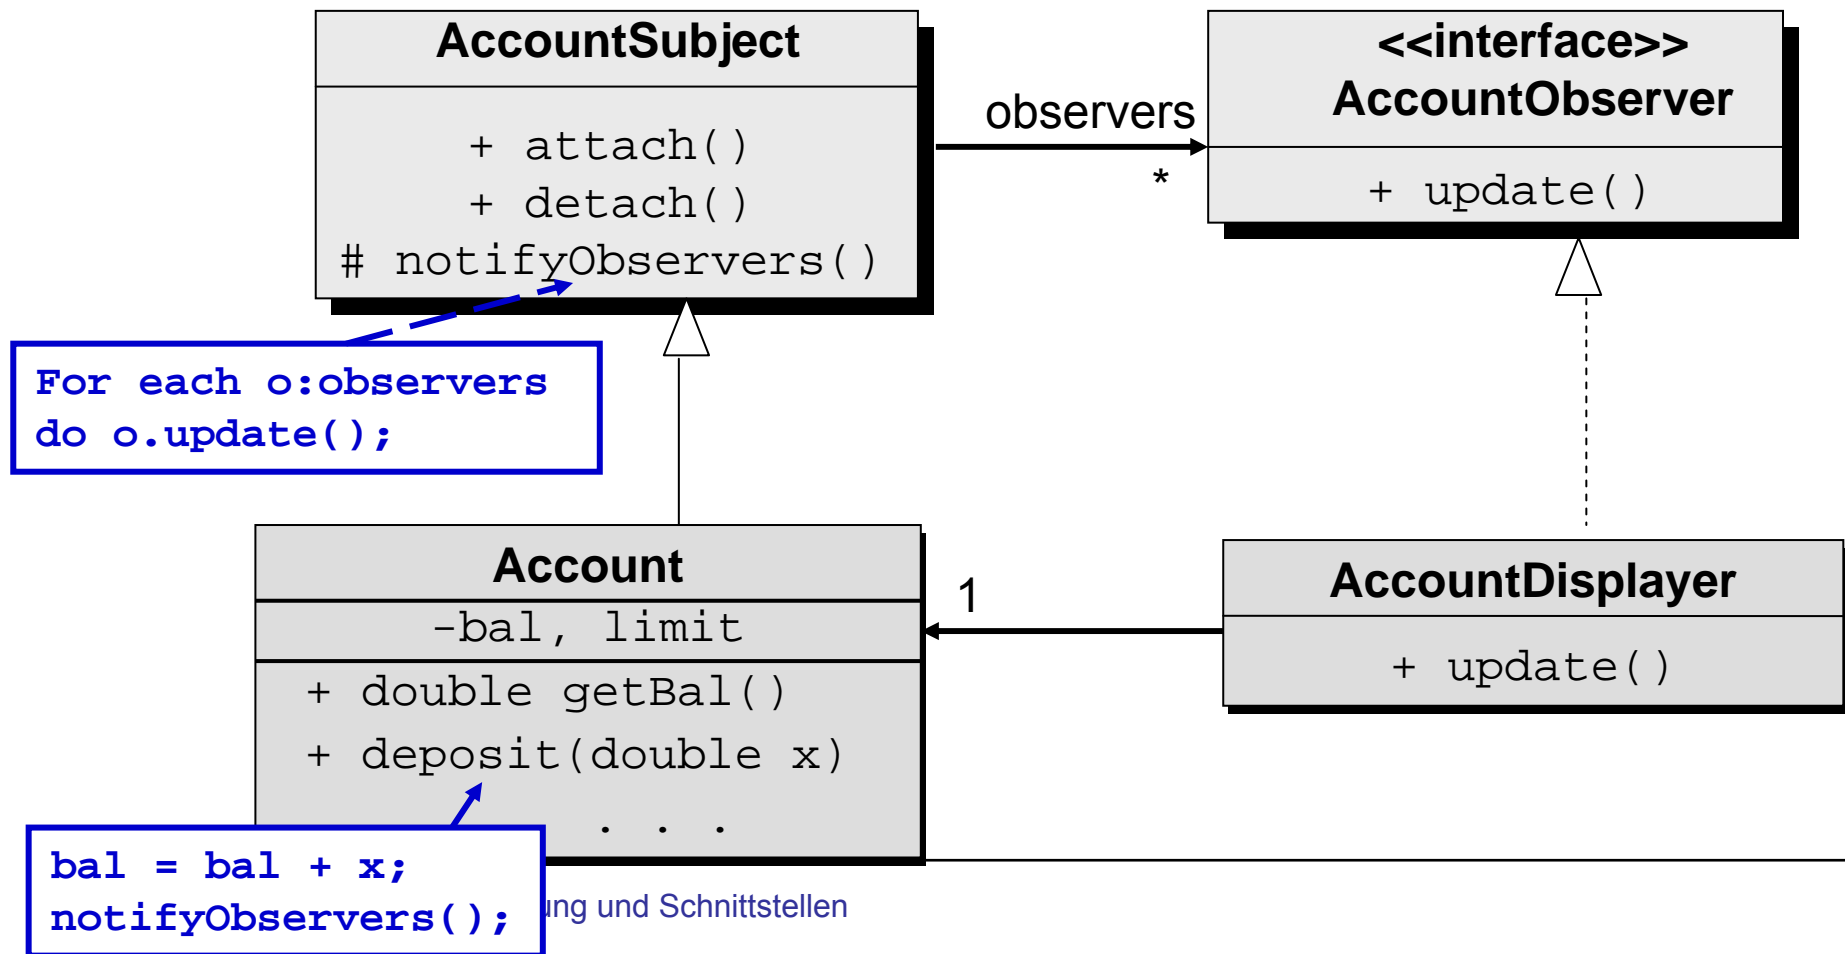 AccountSubject
+ attach()
+ detach()
# notifyObservers()
observers
*
<<interface>>
AccountObserver
+ update()
For each o:observers
do o.update();
Account
-bal, limit
+ double getBal()
+ deposit(double x)
. . .
1
AccountDisplayer
+ update()
bal = bal + x;
notifyObservers();
und Schnittstellen